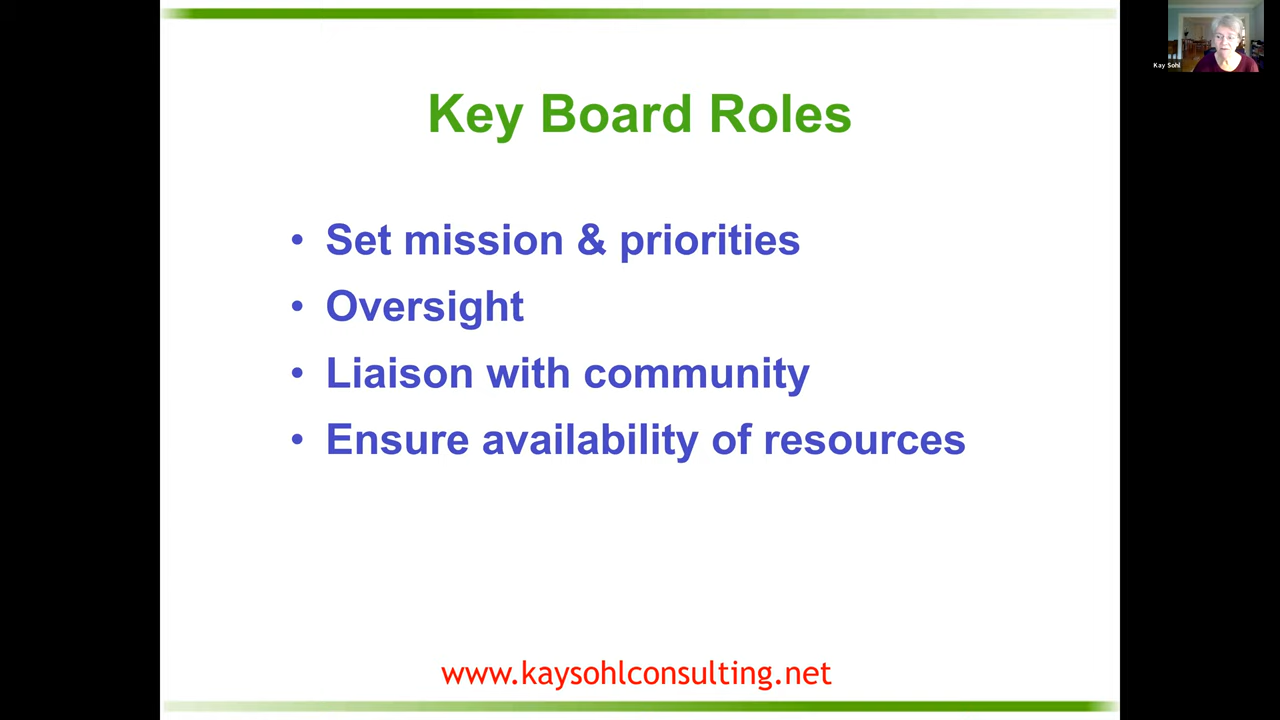 Key Board Roles
Kay Sohl
• Set mission & priorities
• Oversight
• Liaison with community
• Ensure availability of resources
www.kaysohlconsulting.net